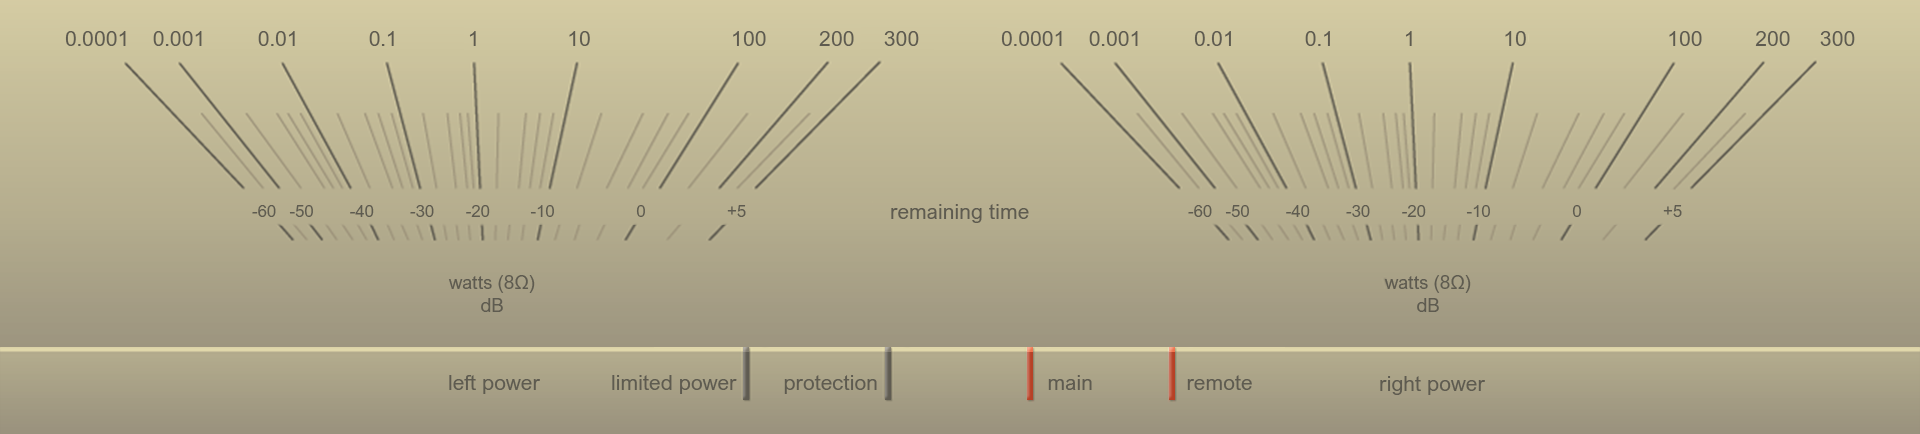 0.0001 0.001 0.01 0.1 1 10 100 200 300
-60 -50 -40 -30 -20 -10 0 +5
watts (8Ω)
dB
remaining time
0.0001 0.001 0.01 0.1 1 10 100 200 300
-60 -50 -40 -30 -20 -10 0 +5
watts (8Ω)
dB
left power limited power protection main remote right power